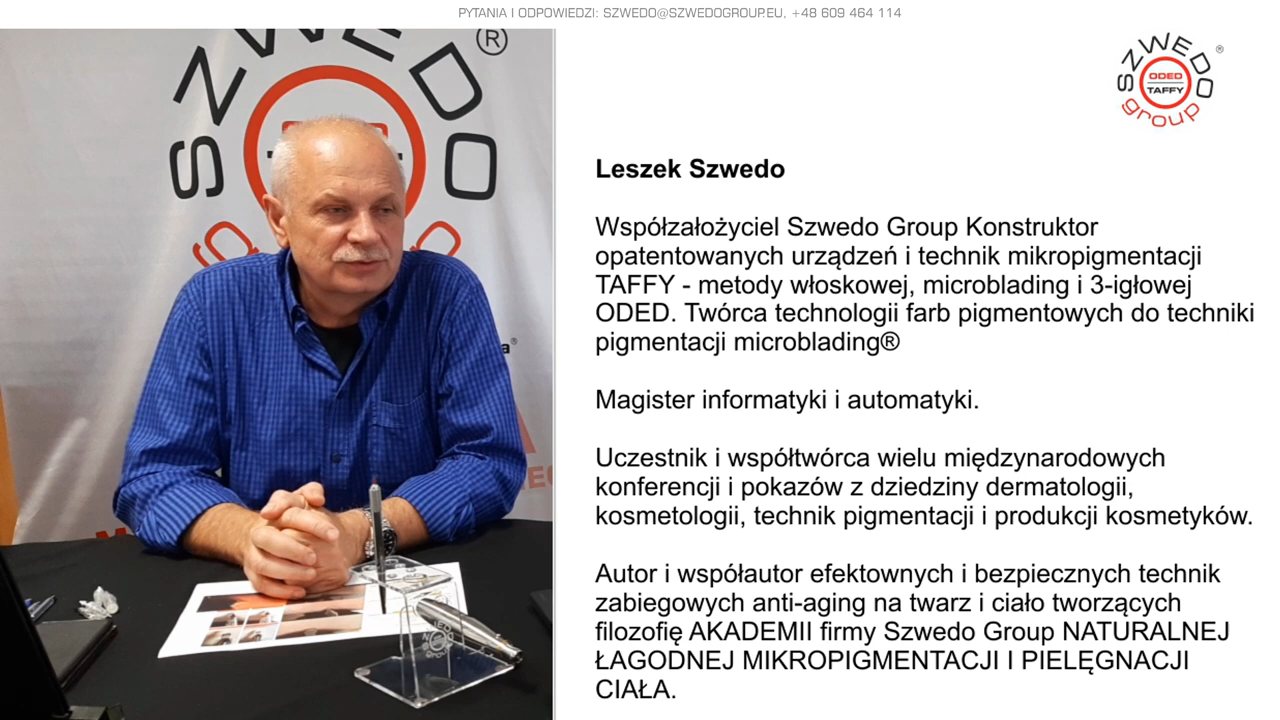 PYTANIA I ODPOWIEDZI: SZWEDO@SZWEDOGROUP.EU, +48 609 464 114
SZWEDO®
SZWEDO®
ODED
TAFFY
group
Leszek Szwedo
Współzałożyciel Szwedo Group Konstruktor
opatentowanych urządzeń i technik mikropigmentacji
TAFFY - metody włoskowej, microblading i 3-igłowej
ODED. Twórca technologii farb pigmentowych do techniki
pigmentacji microblading®
Magister informatyki i automatyki.
Uczestnik i współtwórca wielu międzynarodowych
konferencji i pokazów z dziedziny dermatologii,
kosmetologii, technik pigmentacji i produkcji kosmetyków.
Autor i współautor efektownych i bezpiecznych technik
zabiegowych anti-aging na twarz i ciało tworzących
filozofię AKADEMII firmy Szwedo Group NATURALNEJ
ŁAGODNEJ MIKROPIGMENTACJI I PIELĘGNACJI
CIAŁA.